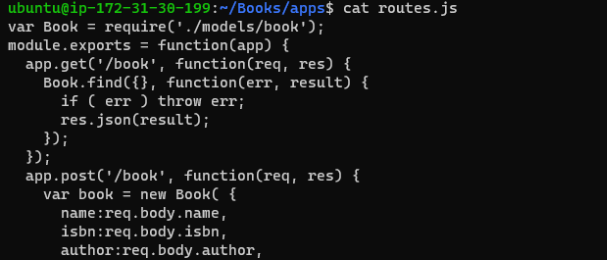 ubuntu@ip-172-31-30-199:~/Books/apps$ cat routes.js
var Book = require('./models/book');
module.exports = function(app) {
  app.get('/book', function(req, res) {
    Book.find({}, function(err, result) {
      if ( err ) throw err;
      res.json(result);
    });
  });
  app.post('/book', function(req, res) {
    var book = new Book( {
      name:req.body.name,
      isbn:req.body.isbn,
      author:req.body.author,